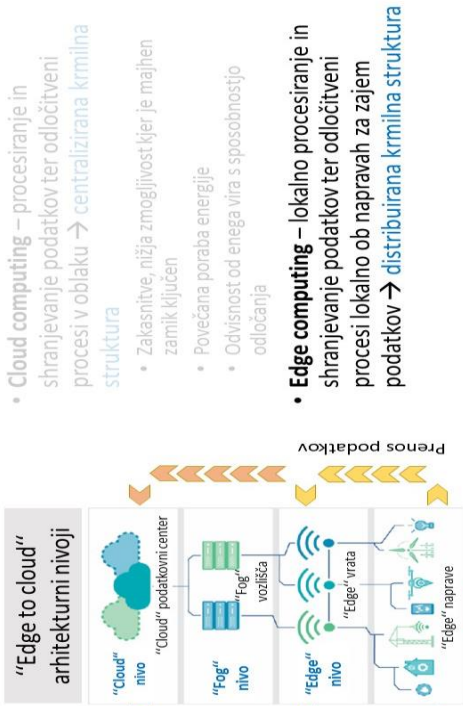 "Edge to cloud"
arhitekturni nivoji
"Cloud"
nivo
"Cloud" podatkovni center
"Fog"
nivo
"Fog"
vozlišča
"Edge"
nivo
"Edge" vrata
"Edge" naprave
Prenos podatkov
• Cloud computing – procesiranje in
shranjevanje podatkov ter odločitveni
procesi v oblaku → centralizirana krmilna
struktura
• Zakasnitve, nižja zmogljivost kjer je majhen
zamik ključen
• Povečana poraba energije
• Odvisnost od enega vira s sposobnostjo
odločanja
• Edge computing – lokalno procesiranje in
shranjevanje podatkov ter odločitveni
procesi lokalno ob napravah za zajem
podatkov → distribuirana krmilna struktura